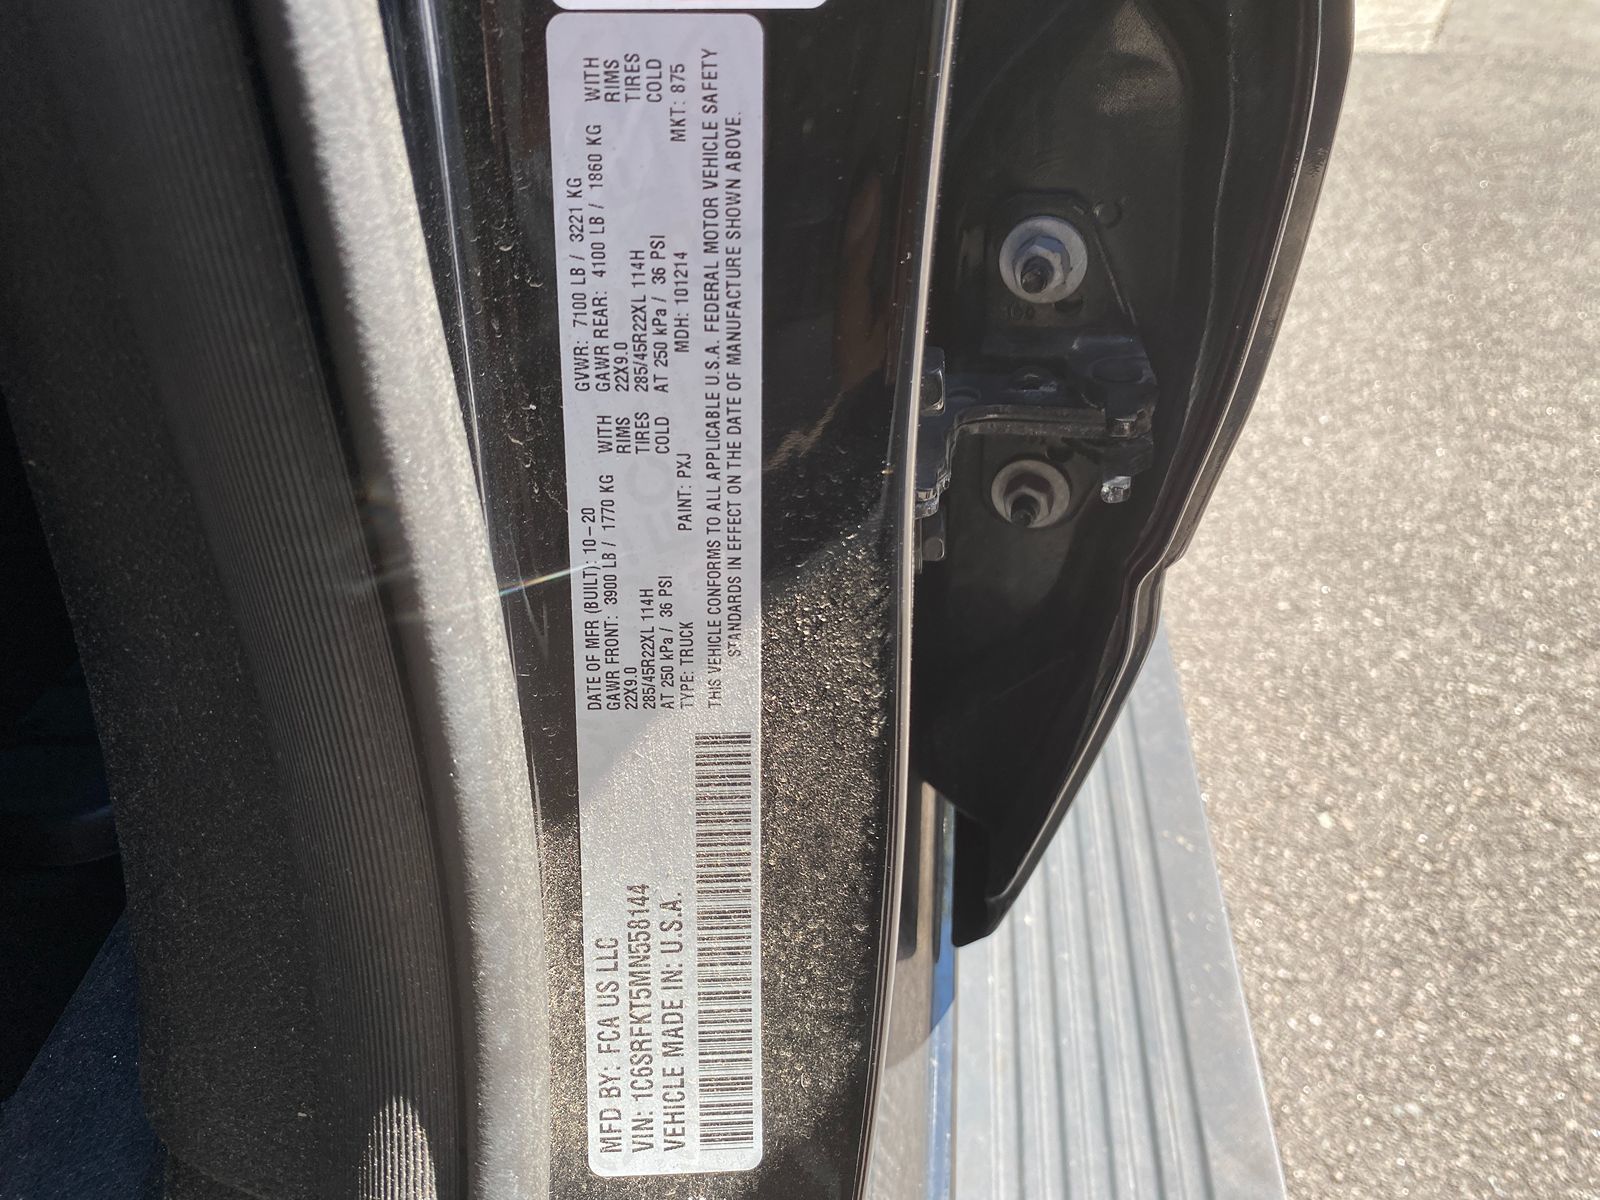 MFD BY: FCA US LLC
VIN: 1C6SRFKT5MN558144
VEHICLE MADE IN: U.S.A.
DATE OF MFR (BUILT): 10-20 GVWR: 7100 LB / 3221 KG
GAWR FRONT: 3900 LB / 1770 KG WITH GAWR REAR: 4100 LB / 1860 KG WITH
22X9.0 RIMS 22X9.0 RIMS
285/45R22XL 114H TIRES 285/45R22XL 114H TIRES
AT 250 kPa / 36 PSI COLD AT 250 kPa / 36 PSI COLD
TYPE: TRUCK PAINT: PXJ MDH: 101214 MKT: 875
THIS VEHICLE CONFORMS TO ALL APPLICABLE U.S.A. FEDERAL MOTOR VEHICLE SAFETY
STANDARDS IN EFFECT ON THE DATE OF MANUFACTURE SHOWN ABOVE.